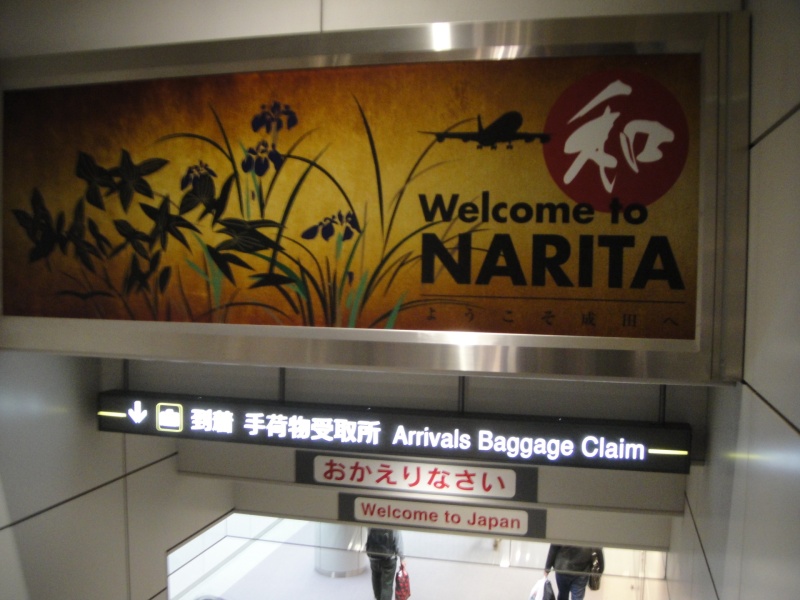 和
Welcome to
NARITA
ようこそ成田へ
到着 手荷物受取所 Arrivals Baggage Claim
おかえりなさい
Welcome to Japan